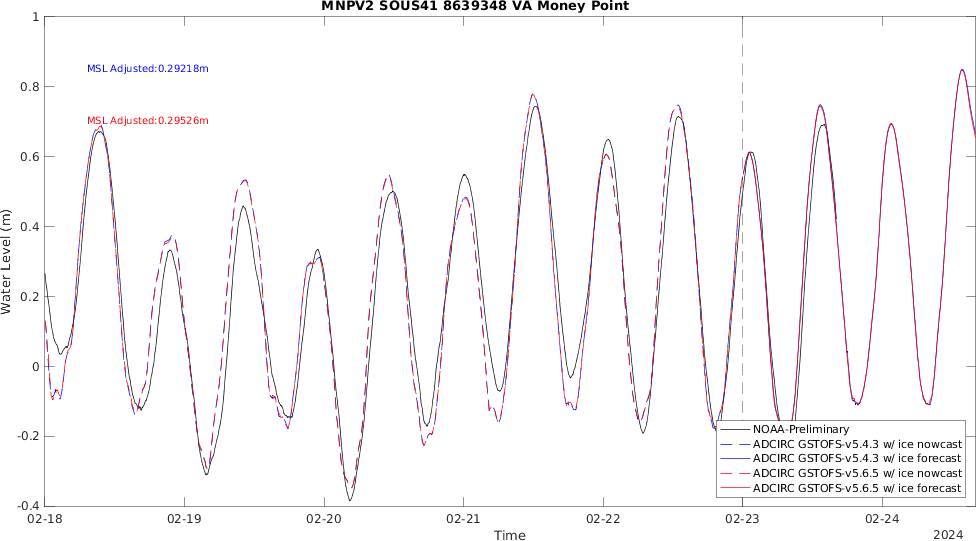 MNPV2 SOUS41 8639348 VA Money Point
1
0.8
0.6
0.4
0.2
0
-0.2
-0.4
Water Level (m)
MSL Adjusted:0.29218m
MSL Adjusted:0.29526m
NOAA-Preliminary
ADCIRC GSTOFS-v5.4.3 w/ ice nowcast
ADCIRC GSTOFS-v5.4.3 w/ ice forecast
ADCIRC GSTOFS-v5.6.5 w/ ice nowcast
ADCIRC GSTOFS-v5.6.5 w/ ice forecast
02-18 02-19 02-20 02-21 02-22 02-23 02-24
Time
2024